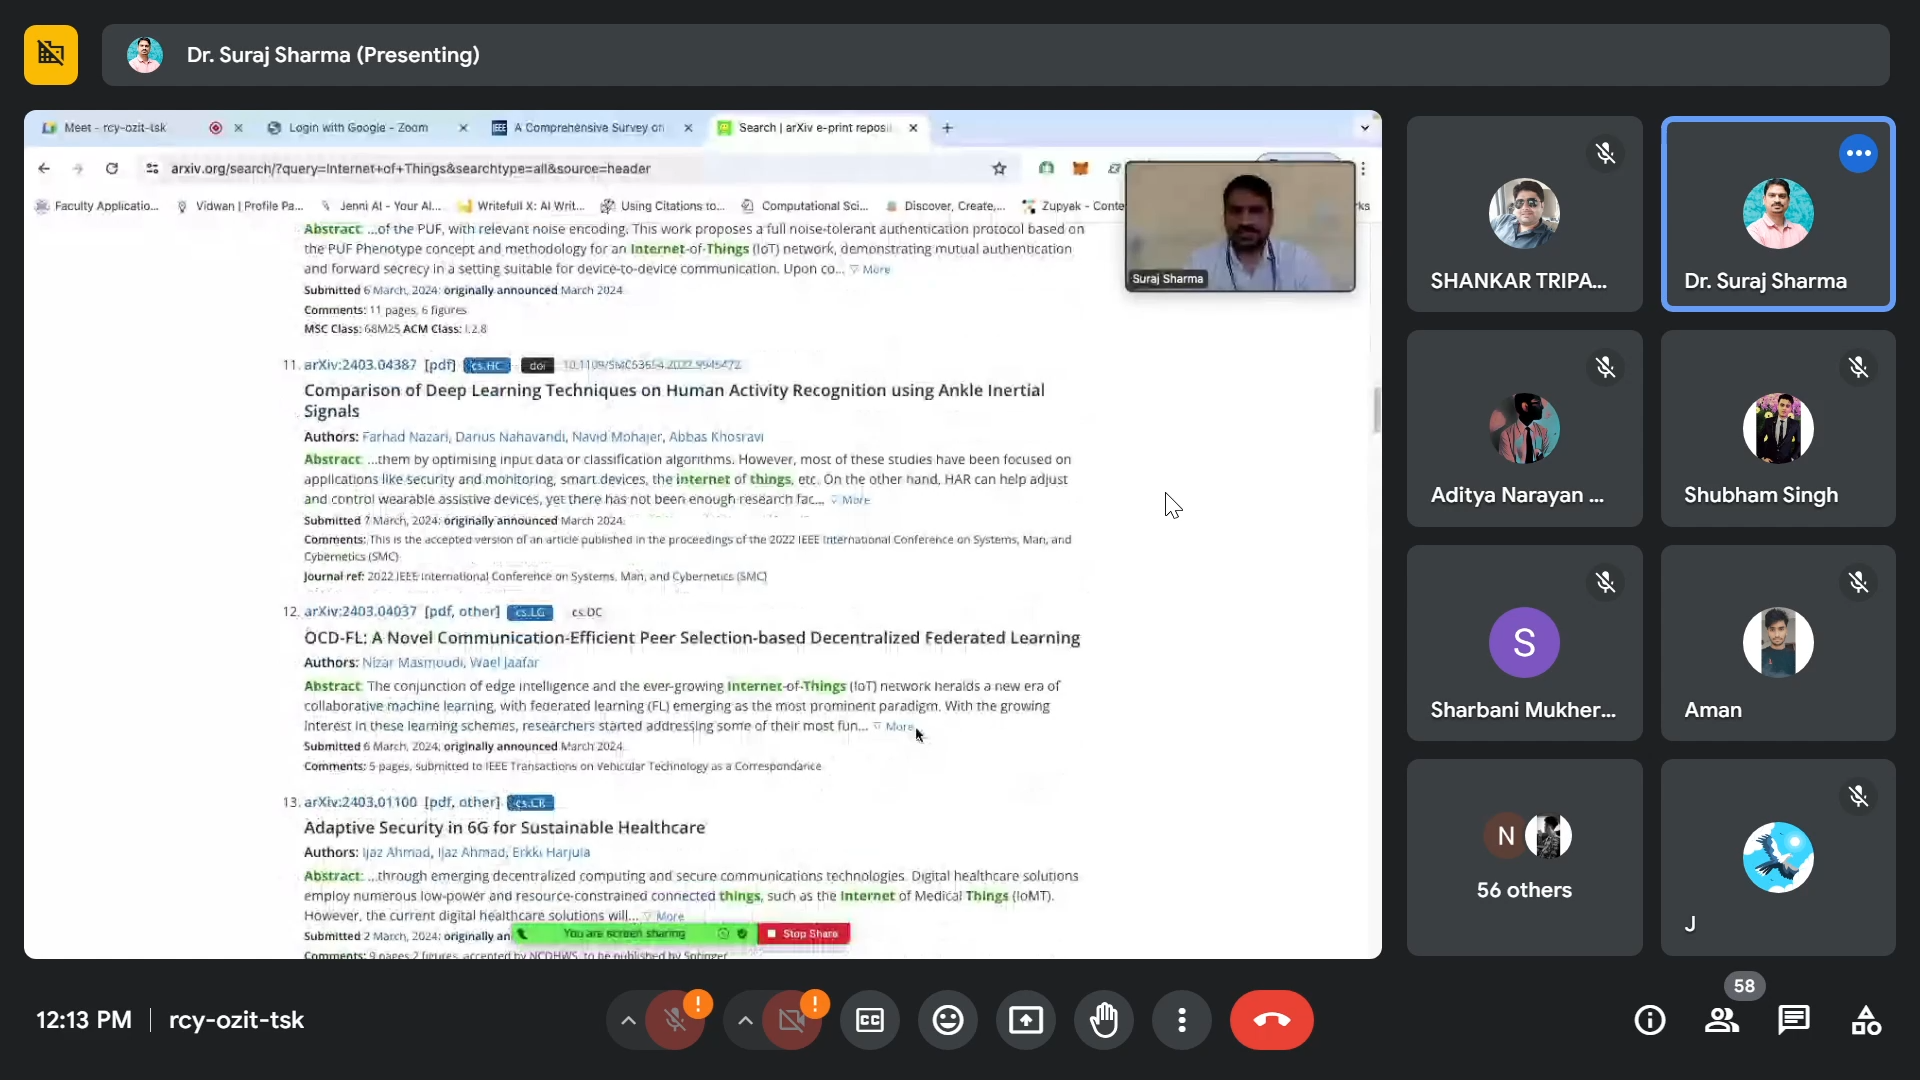 Dr. Suraj Sharma (Presenting)
Meet - rcy-ozit-tsk
Login with Google - Zoom
A Comprehensive Survey on
Search | arXiv e-print reposit
arxiv.org/search/?query=Internet+of+Things&searchtype=all&source=header
Faculty Applicatio...
Vidwan | Profile Pa...
Jenni AI - Your AI...
Writefull X: AI Writ...
Using Citations to...
Computational Sci...
Discover, Create,...
Zupyak - Conte
rks
Suraj Sharma
Abstract: ...of the PUF, with relevant noise encoding. This work proposes a full noise-tolerant authentication protocol based on
the PUF Phenotype concept and methodology for an Internet-of-Things (IoT) network, demonstrating mutual authentication
and forward secrecy in a setting suitable for device-to-device communication. Upon co... ▽ More
Submitted 6 March, 2024; originally announced March 2024.
Comments: 11 pages, 6 figures
MSC Class: 68M25 ACM Class: I.2.8
11. arXiv:2403.04387 [pdf] cs.HC doi
Comparison of Deep Learning Techniques on Human Activity Recognition using Ankle Inertial
Signals
Authors: Farhad Nazari, Darius Nahavandi, Navid Mohajer, Abbas Khosravi
Abstract: ...them by optimising input data or classification algorithms. However, most of these studies have been focused on
applications like security and monitoring, smart devices, the internet of things, etc. On the other hand, HAR can help adjust
and control wearable assistive devices, yet there has not been enough research fac... ▽ More
Submitted 7 March, 2024; originally announced March 2024.
Comments: This is the accepted version of an article published in the proceedings of the 2022 IEEE International Conference on Systems, Man, and
Cybernetics (SMC)
Journal ref: 2022 IEEE International Conference on Systems, Man, and Cybernetics (SMC)
12. arXiv:2403.04037 [pdf, other] cs.LG cs.DC
OCD-FL: A Novel Communication-Efficient Peer Selection-based Decentralized Federated Learning
Authors: Nizar Masmoudi, Wael Jaafar
Abstract: The conjunction of edge intelligence and the ever-growing Internet-of-Things (IoT) network heralds a new era of
collaborative machine learning, with federated learning (FL) emerging as the most prominent paradigm. With the growing
interest in these learning schemes, researchers started addressing some of their most fun... ▽ More
Submitted 6 March, 2024; originally announced March 2024.
Comments: 5 pages, submitted to IEEE Transactions on Vehicular Technology as a Correspondance
13. arXiv:2403.01100 [pdf, other] cs.CR
Adaptive Security in 6G for Sustainable Healthcare
Authors: Ijaz Ahmad, Ijaz Ahmad, Erkki Harjula
Abstract: ...through emerging decentralized computing and secure communications technologies. Digital healthcare solutions
employ numerous low-power and resource-constrained connected things, such as the Internet of Medical Things (IoMT).
However, the current digital healthcare solutions will... ▽ More
Submitted 2 March, 2024; originally an
You are screen sharing
Stop Share
Comments: 9 pages 2 figures, accepted by NCDHWS, to be published by Springer
SHANKAR TRIPA...
Dr. Suraj Sharma
Aditya Narayan ...
Shubham Singh
S
Sharbani Mukher...
Aman
N
56 others
J
12:13 PM | rcy-ozit-tsk
CC
58